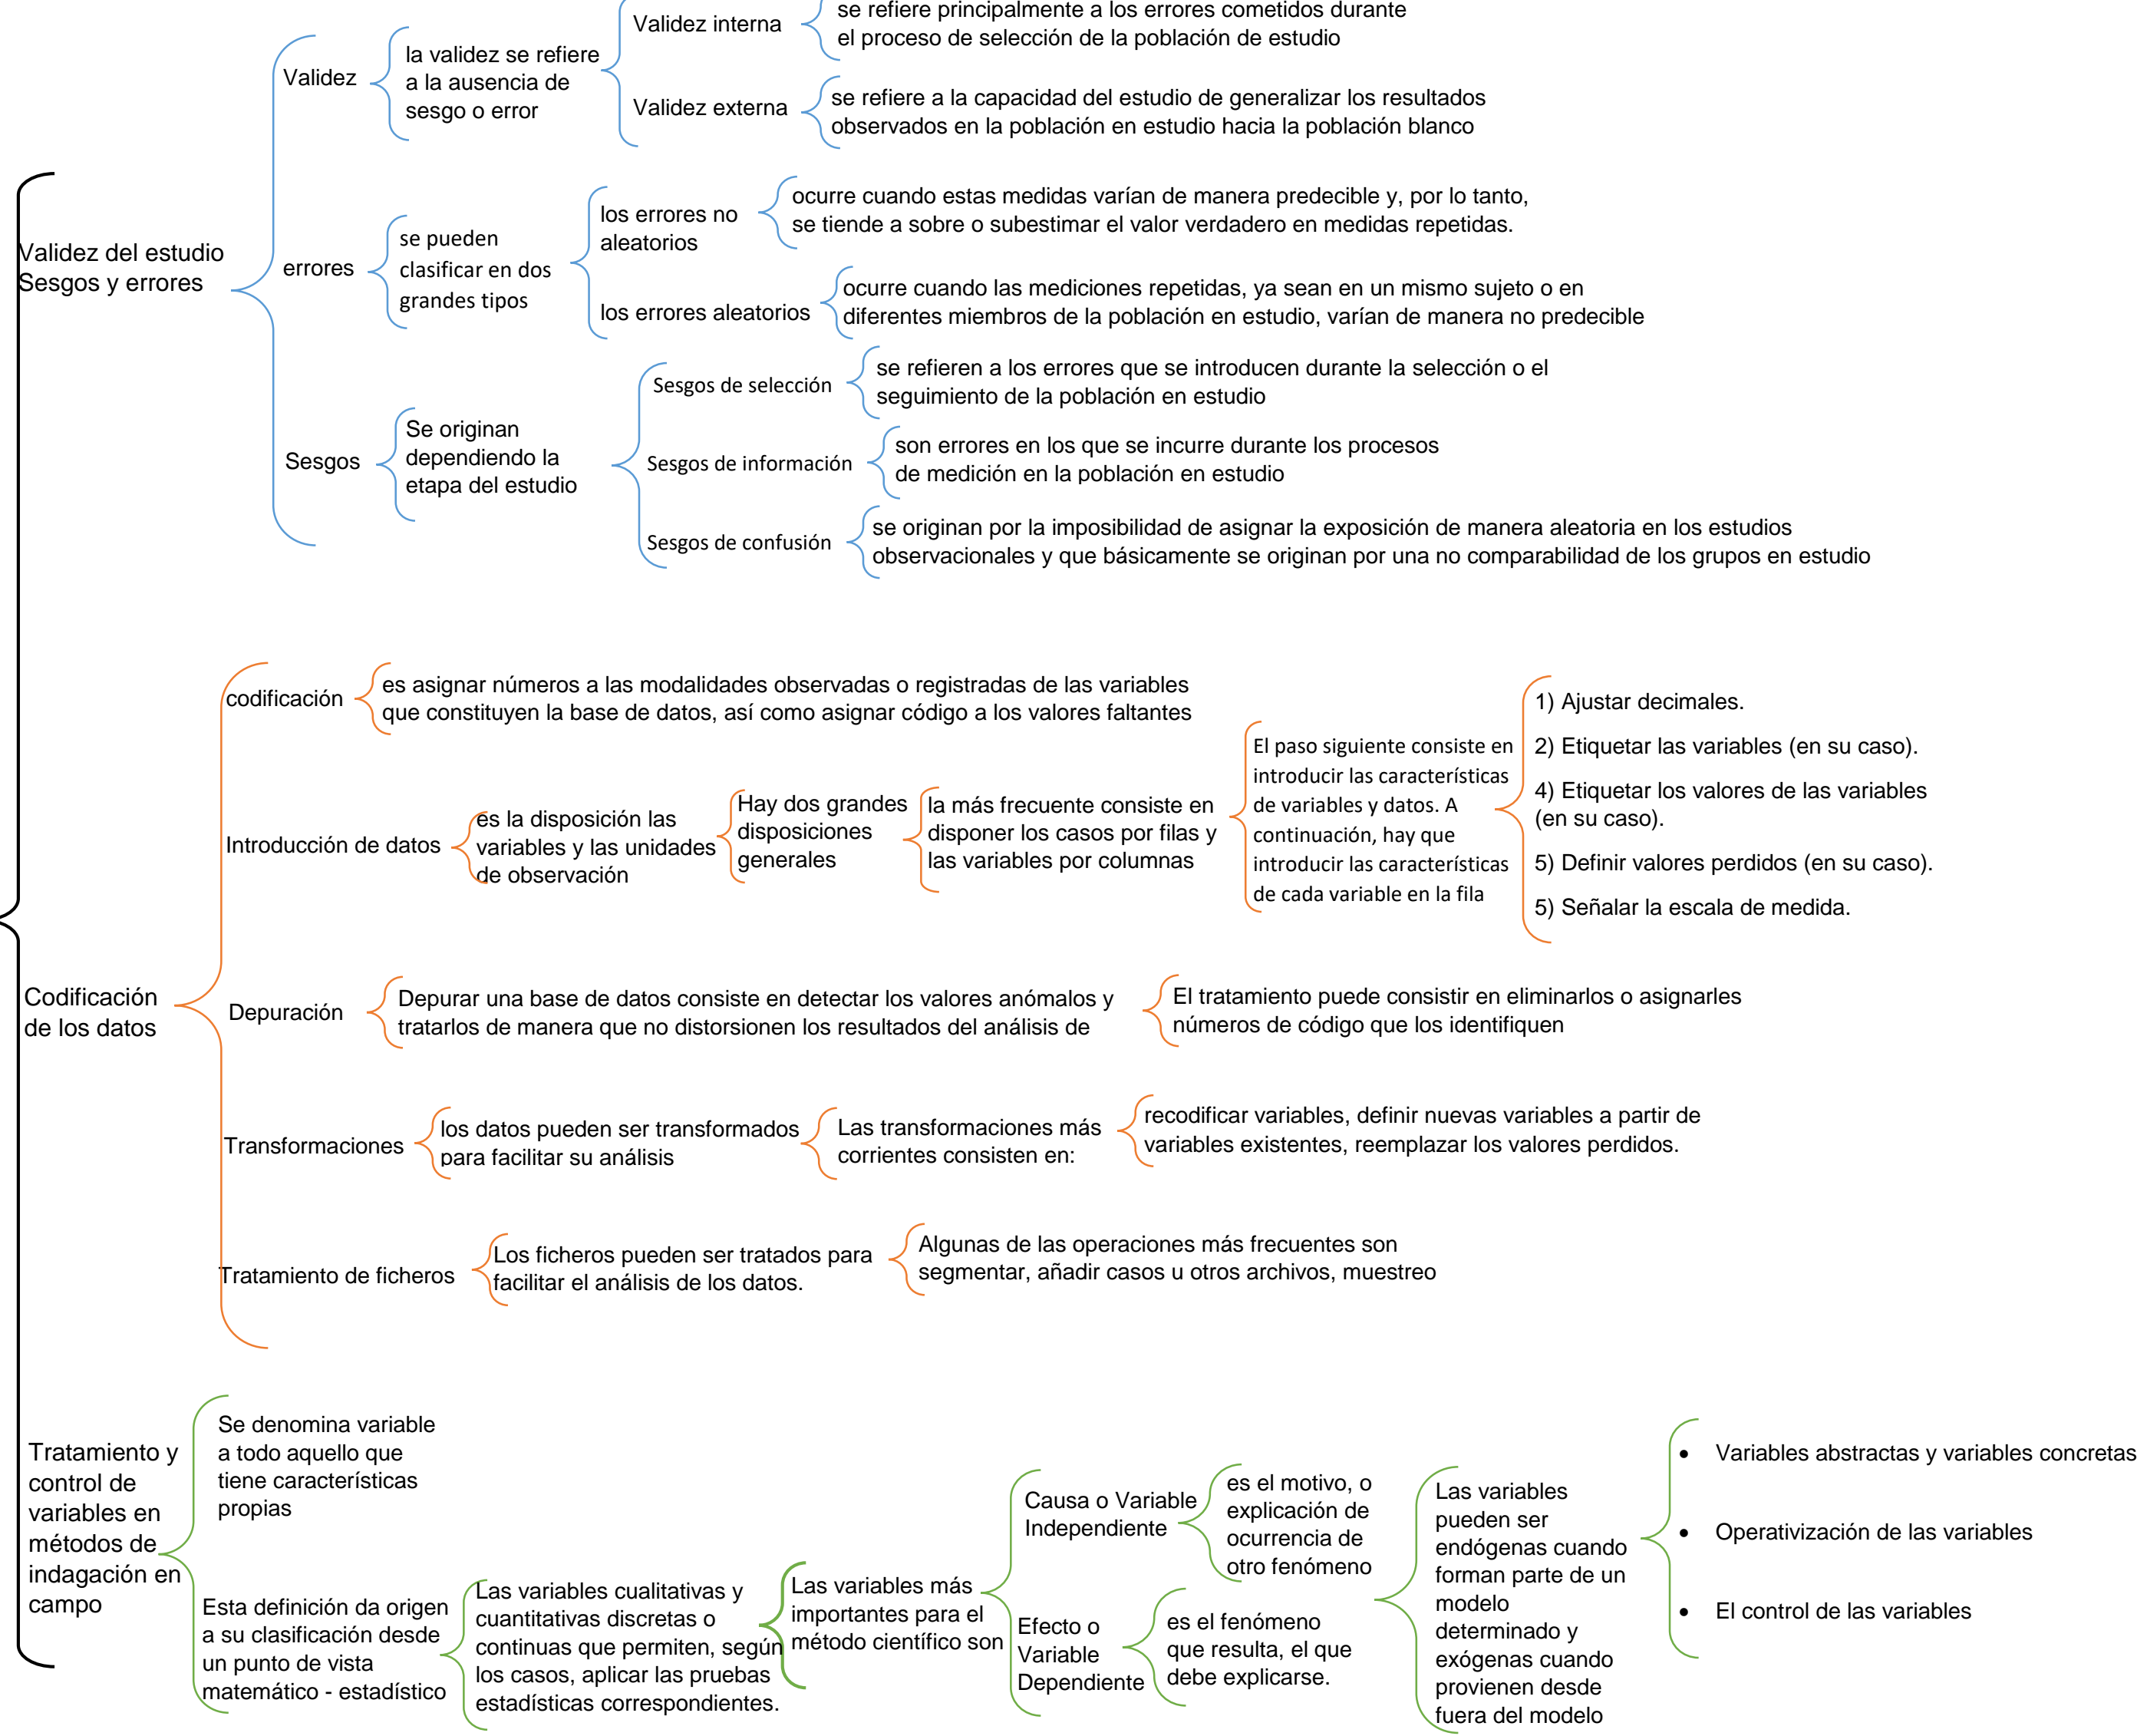 Validez del estudio
Sesgos y errores
Validez
la validez se refiere
a la ausencia de
sesgo o error
Validez interna
se refiere principalmente a los errores cometidos durante
el proceso de selección de la población de estudio
Validez externa
se refiere a la capacidad del estudio de generalizar los resultados
observados en la población en estudio hacia la población blanco
errores
se pueden
clasificar en dos
grandes tipos
los errores no
aleatorios
ocurre cuando estas medidas varían de manera predecible y, por lo tanto,
se tiende a sobre o subestimar el valor verdadero en medidas repetidas.
los errores aleatorios
ocurre cuando las mediciones repetidas, ya sean en un mismo sujeto o en
diferentes miembros de la población en estudio, varían de manera no predecible
Sesgos
Se originan
dependiendo la
etapa del estudio
Sesgos de selección
se refieren a los errores que se introducen durante la selección o el
seguimiento de la población en estudio
Sesgos de información
son errores en los que se incurre durante los procesos
de medición en la población en estudio
Sesgos de confusión
se originan por la imposibilidad de asignar la exposición de manera aleatoria en los estudios
observacionales y que básicamente se originan por una no comparabilidad de los grupos en estudio
Codificación
de los datos
codificación
es asignar números a las modalidades observadas o registradas de las variables
que constituyen la base de datos, así como asignar código a los valores faltantes
Introducción de datos
es la disposición las
variables y las unidades
de observación
Hay dos grandes
disposiciones
generales
la más frecuente consiste en
disponer los casos por filas y
las variables por columnas
El paso siguiente consiste en
introducir las características
de variables y datos. A
continuación, hay que
introducir las características
de cada variable en la fila
1) Ajustar decimales.
2) Etiquetar las variables (en su caso).
4) Etiquetar los valores de las variables
(en su caso).
5) Definir valores perdidos (en su caso).
5) Señalar la escala de medida.
Depuración
Depurar una base de datos consiste en detectar los valores anómalos y
tratarlos de manera que no distorsionen los resultados del análisis de
El tratamiento puede consistir en eliminarlos o asignarles
números de código que los identifiquen
Transformaciones
los datos pueden ser transformados
para facilitar su análisis
Las transformaciones más
corrientes consisten en:
recodificar variables, definir nuevas variables a partir de
variables existentes, reemplazar los valores perdidos.
Tratamiento de ficheros
Los ficheros pueden ser tratados para
facilitar el análisis de los datos.
Algunas de las operaciones más frecuentes son
segmentar, añadir casos u otros archivos, muestreo
Tratamiento y
control de
variables en
métodos de
indagación en
campo
Se denomina variable
a todo aquello que
tiene características
propias
Esta definición da origen
a su clasificación desde
un punto de vista
matemático - estadístico
Las variables cualitativas y
cuantitativas discretas o
continuas que permiten, según
los casos, aplicar las pruebas
estadísticas correspondientes.
Las variables más
importantes para el
método científico son
Causa o Variable
Independiente
es el motivo, o
explicación de
ocurrencia de
otro fenómeno
Efecto o
Variable
Dependiente
es el fenómeno
que resulta, el que
debe explicarse.
Las variables
pueden ser
endógenas cuando
forman parte de un
modelo
determinado y
exógenas cuando
provienen desde
fuera del modelo
• Variables abstractas y variables concretas
• Operativización de las variables
• El control de las variables